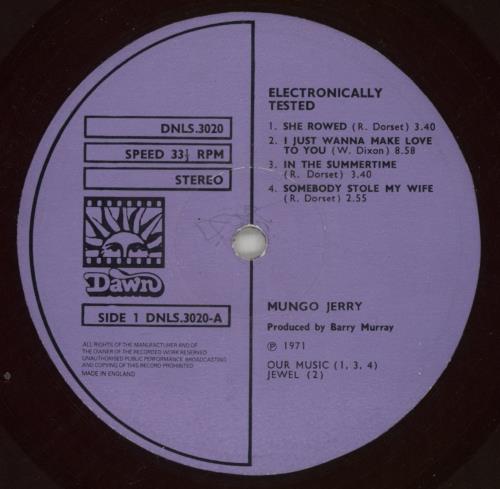 DNLS.3020
SPEED 33⅓ RPM
STEREO
Dawn
SIDE 1 DNLS.3020-A
ALL RIGHTS OF THE MANUFACTURER AND OF
THE OWNER OF THE RECORDED WORK RESERVED
UNAUTHORISED PUBLIC PERFORMANCE BROADCASTING
AND COPYING OF THIS RECORD PROHIBITED
MADE IN ENGLAND
ELECTRONICALLY
TESTED
1. SHE ROWED (R. Dorset) 3.40
2. I JUST WANNA MAKE LOVE
TO YOU (W. Dixon) 8.58
3. IN THE SUMMERTIME
(R. Dorset) 3.40
4. SOMEBODY STOLE MY WIFE
(R. Dorset) 2.55
MUNGO JERRY
Produced by Barry Murray
℗ 1971
OUR MUSIC (1, 3, 4)
JEWEL (2)